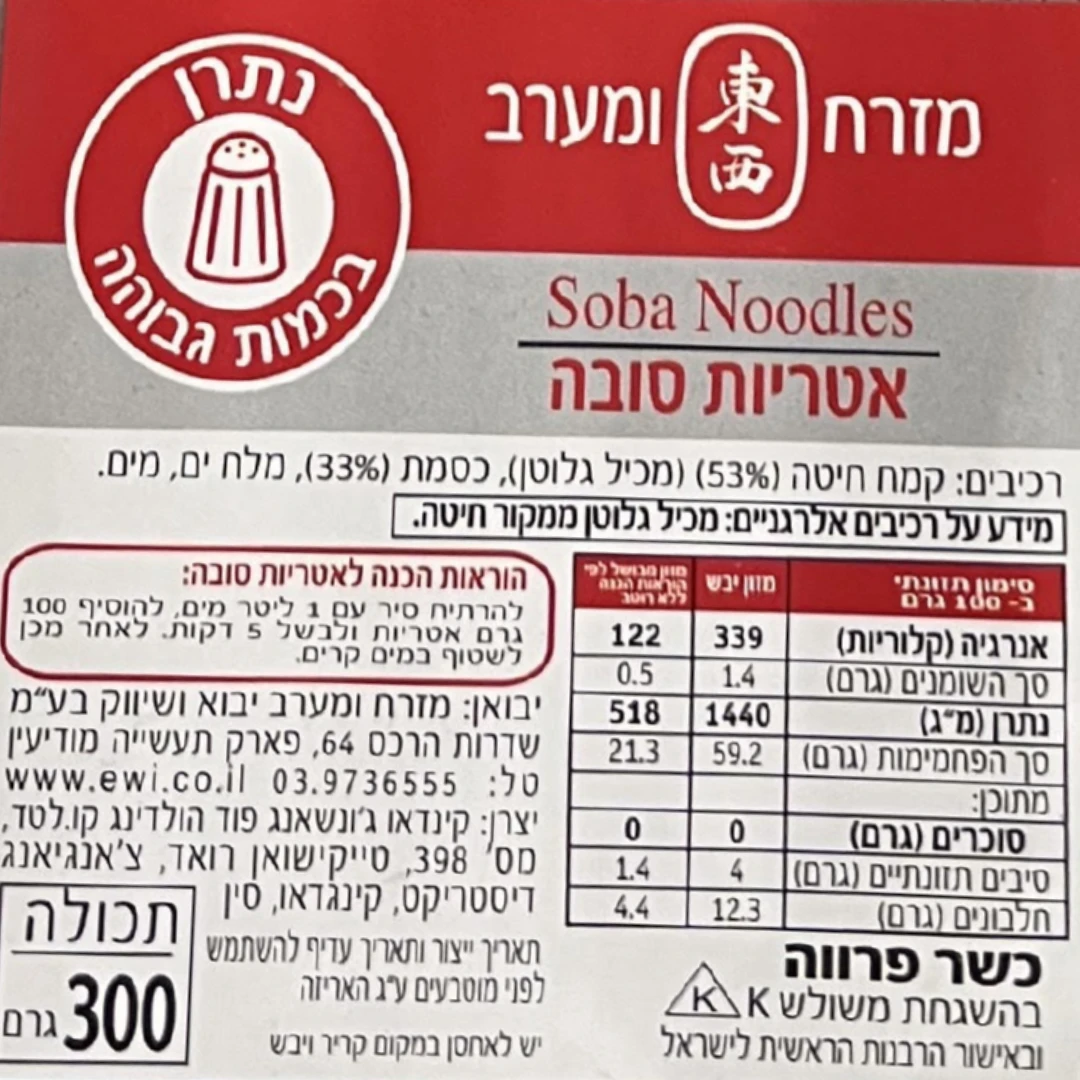 מזרח 東西 ומערב
נתרן
בכמות גבוהה
Soba Noodles
אטריות סובה
רכיבים: קמח חיטה (53%) (מכיל גלוטן), כסמת (33%), מלח ים, מים.
מידע על רכיבים אלרגניים: מכיל גלוטן ממקור חיטה.
סימון תזונתי ב- 100 גרם | מזון יבש | מזון מבושל לפי הוראות הכנה ללא רוטב
אנרגיה (קלוריות) 339 122
סך השומנים (גרם) 1.4 0.5
נתרן (מ"ג) 1440 518
סך הפחמימות (גרם) 59.2 21.3
מתוכן:
סוכרים (גרם) 0 0
סיבים תזונתיים (גרם) 4 1.4
חלבונים (גרם) 12.3 4.4
כשר פרווה
בהשגחת משולש K K
ובאישור הרבנות הראשית לישראל
הוראות הכנה לאטריות סובה:
להרתיח סיר עם 1 ליטר מים, להוסיף 100
גרם אטריות ולבשל 5 דקות. לאחר מכן
לשטוף במים קרים.
יבואן: מזרח ומערב יבוא ושיווק בע"מ
שדרות הרכס 64, פארק תעשייה מודיעין
טל: 03.9736555 www.ewi.co.il
יצרן: קינדאו ג'ונשאנג פוד הולדינג קו.לטד,
מס' 398, טייקישואן רואד, צ'אנגיאנג
דיסטריקט, קינגדאו, סין
תאריך ייצור ותאריך עדיף להשתמש
לפני מוטבעים ע"ג האריזה
יש לאחסן במקום קריר ויבש
תכולה
300 גרם